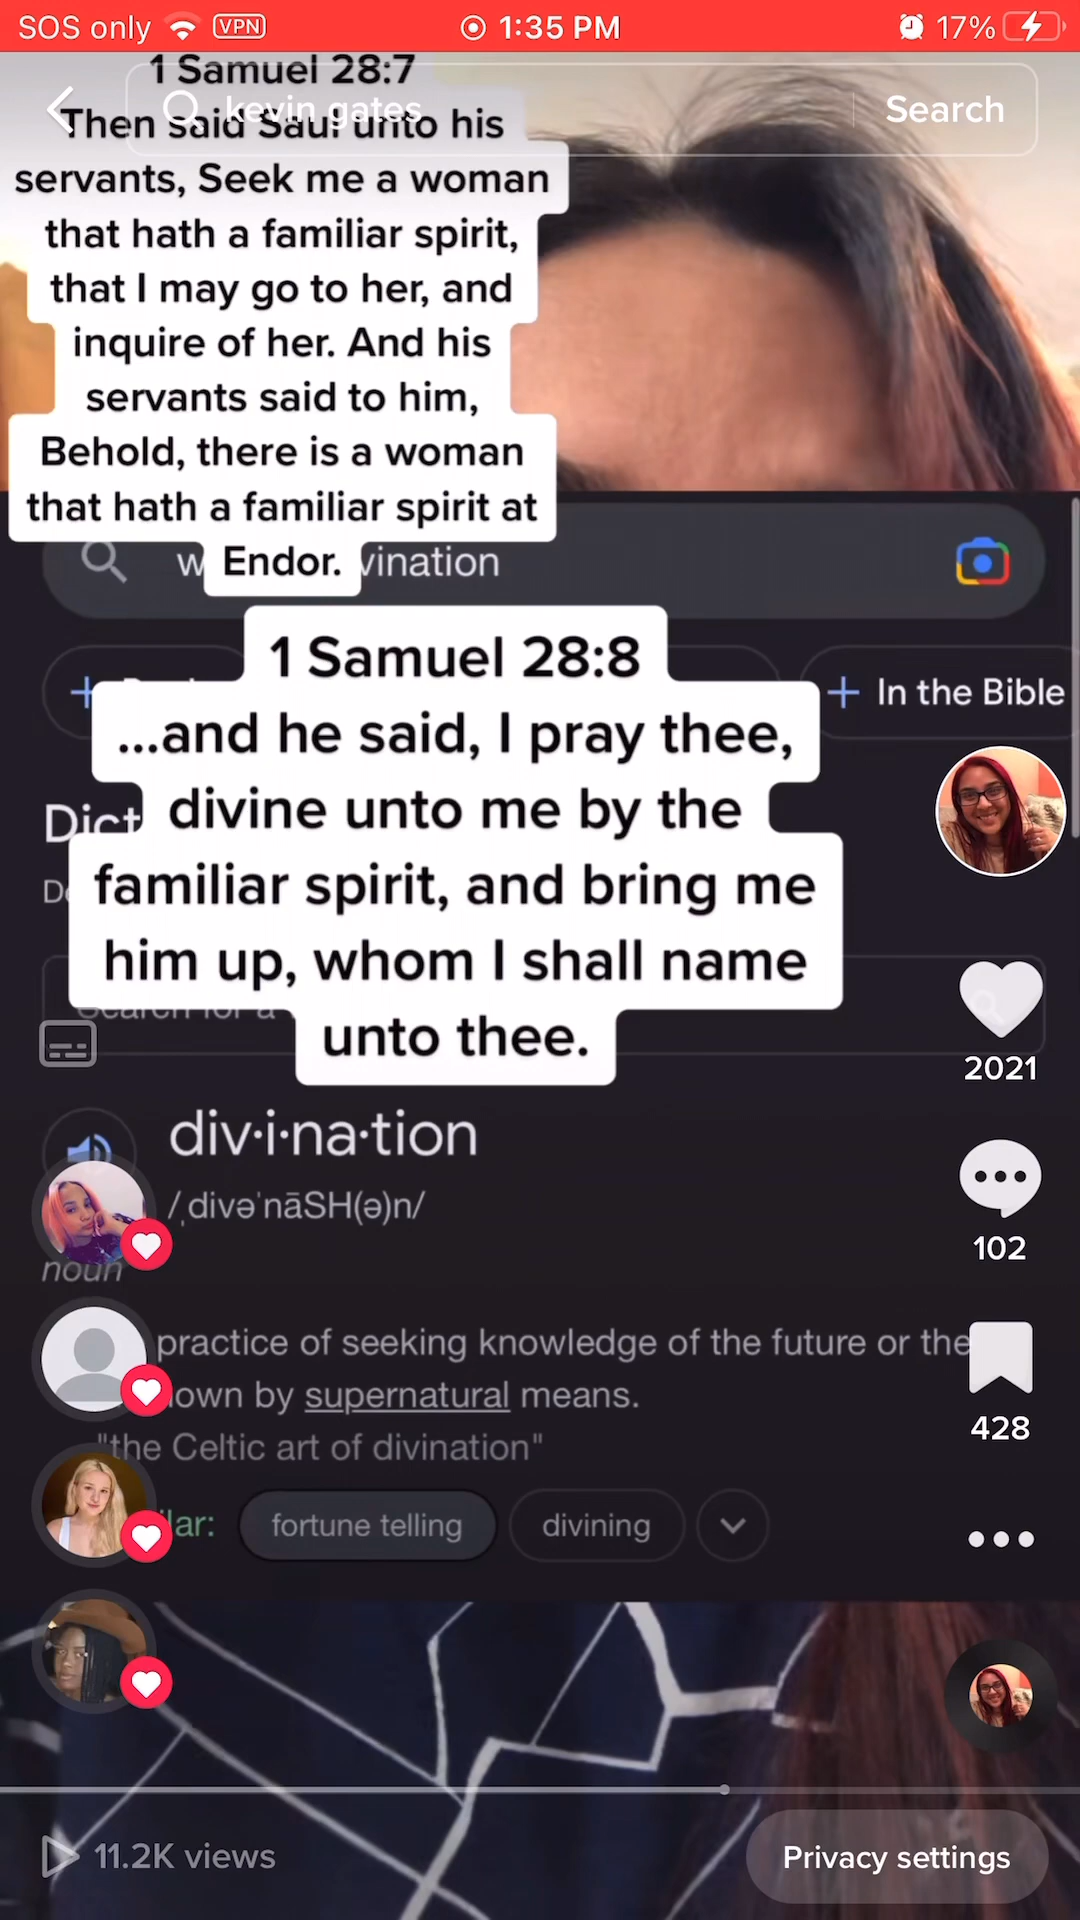 SOS only VPN 1:35 PM 17%
kevin gates Search
1 Samuel 28:7
Then said Saul unto his
servants, Seek me a woman
that hath a familiar spirit,
that I may go to her, and
inquire of her. And his
servants said to him,
Behold, there is a woman
that hath a familiar spirit at
Endor.
w vination
1 Samuel 28:8
...and he said, I pray thee,
divine unto me by the
familiar spirit, and bring me
him up, whom I shall name
unto thee.
+ In the Bible
Dict
2021
div·i·na·tion
/ˌdivəˈnāSH(ə)n/
102
noun
practice of seeking knowledge of the future or the
own by supernatural means.
"the Celtic art of divination"
428
lar: fortune telling divining
11.2K views
Privacy settings